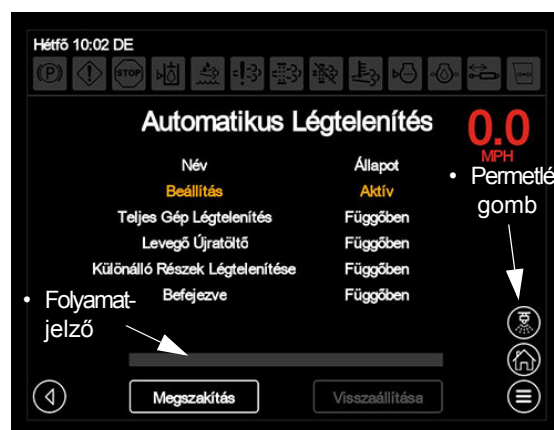 Hétfő 10:02 DE
(P) STOP
Automatikus Légtelenítés
0.0
MPH
Név Állapot
Beállítás Aktív
Teljes Gép Légtelenítés Függőben
Levegő Újratöltő Függőben
Különálló Részek Légtelenítése Függőben
Befejezve Függőben
• Permetlé
gomb
• Folyamat-
jelző
Megszakítás Visszaállítása